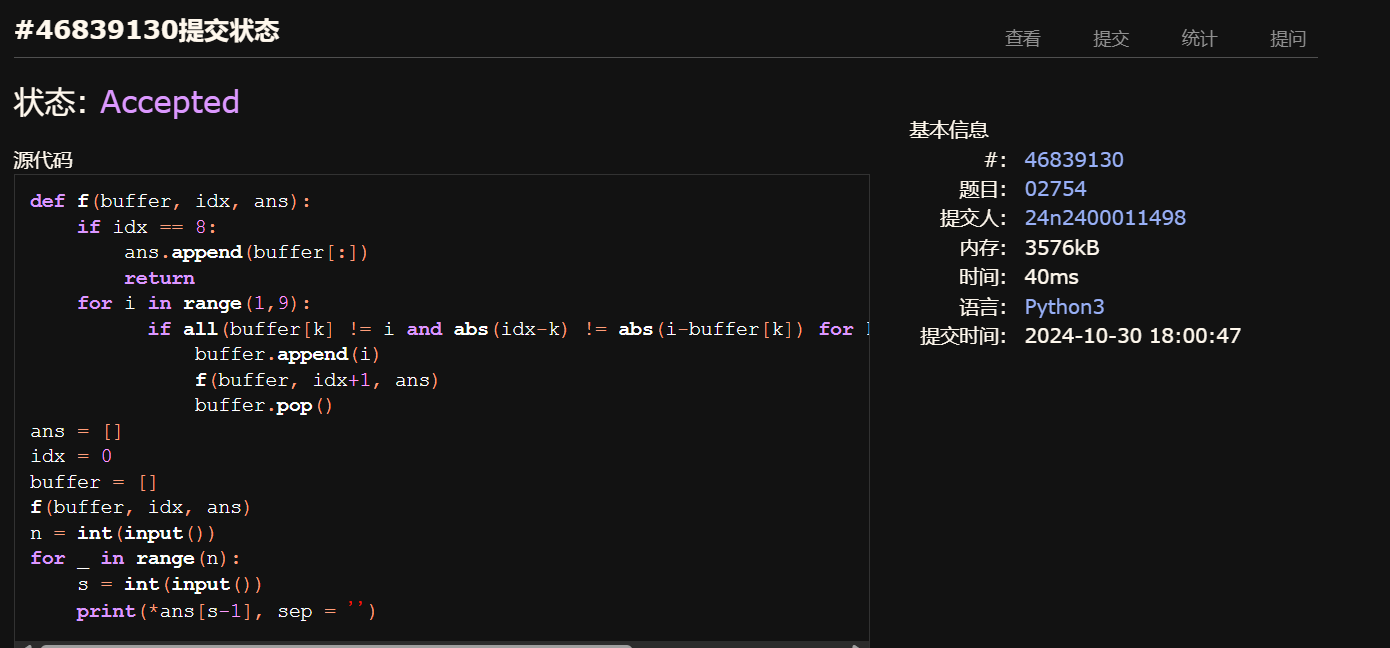 #46839130提交状态
查看 提交 统计 提问
状态: Accepted
源代码
def f(buffer, idx, ans):
    if idx == 8:
        ans.append(buffer[:])
        return
    for i in range(1,9):
          if all(buffer[k] != i and abs(idx-k) != abs(i-buffer[k]) for
              buffer.append(i)
              f(buffer, idx+1, ans)
              buffer.pop()
ans = []
idx = 0
buffer = []
f(buffer, idx, ans)
n = int(input())
for _ in range(n):
    s = int(input())
    print(*ans[s-1], sep = '')
基本信息
#: 46839130
题目: 02754
提交人: 24n2400011498
内存: 3576kB
时间: 40ms
语言: Python3
提交时间: 2024-10-30 18:00:47